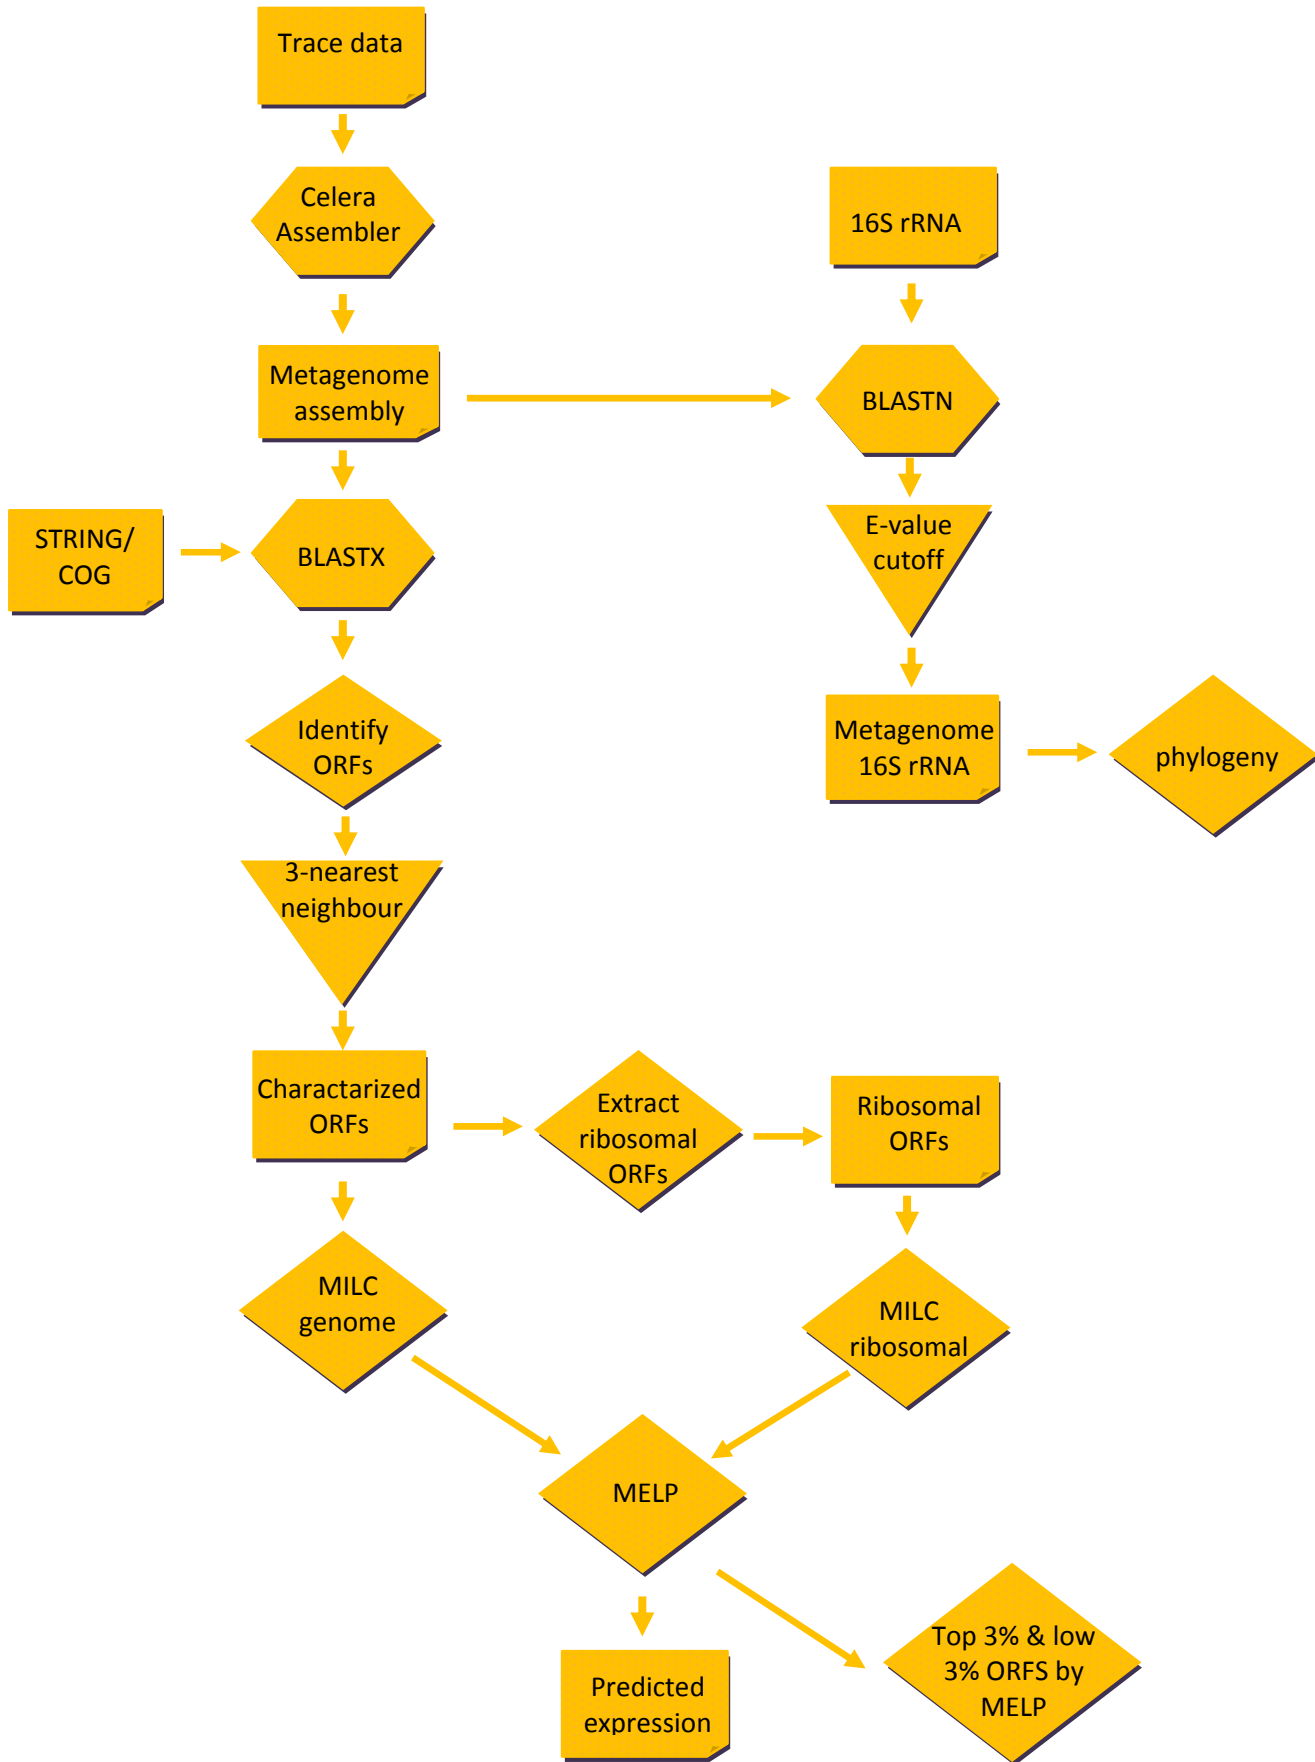 Trace data
Celera
Assembler
16S rRNA
Metagenome
assembly
BLASTN
STRING/
COG
BLASTX
E-value
cutoff
Identify
ORFs
Metagenome
16S rRNA
phylogeny
3-nearest
neighbour
Charactarized
ORFs
Extract
ribosomal
ORFs
Ribosomal
ORFs
MILC
genome
MILC
ribosomal
MELP
Predicted
expression
Top 3% & low
3% ORFS by
MELP